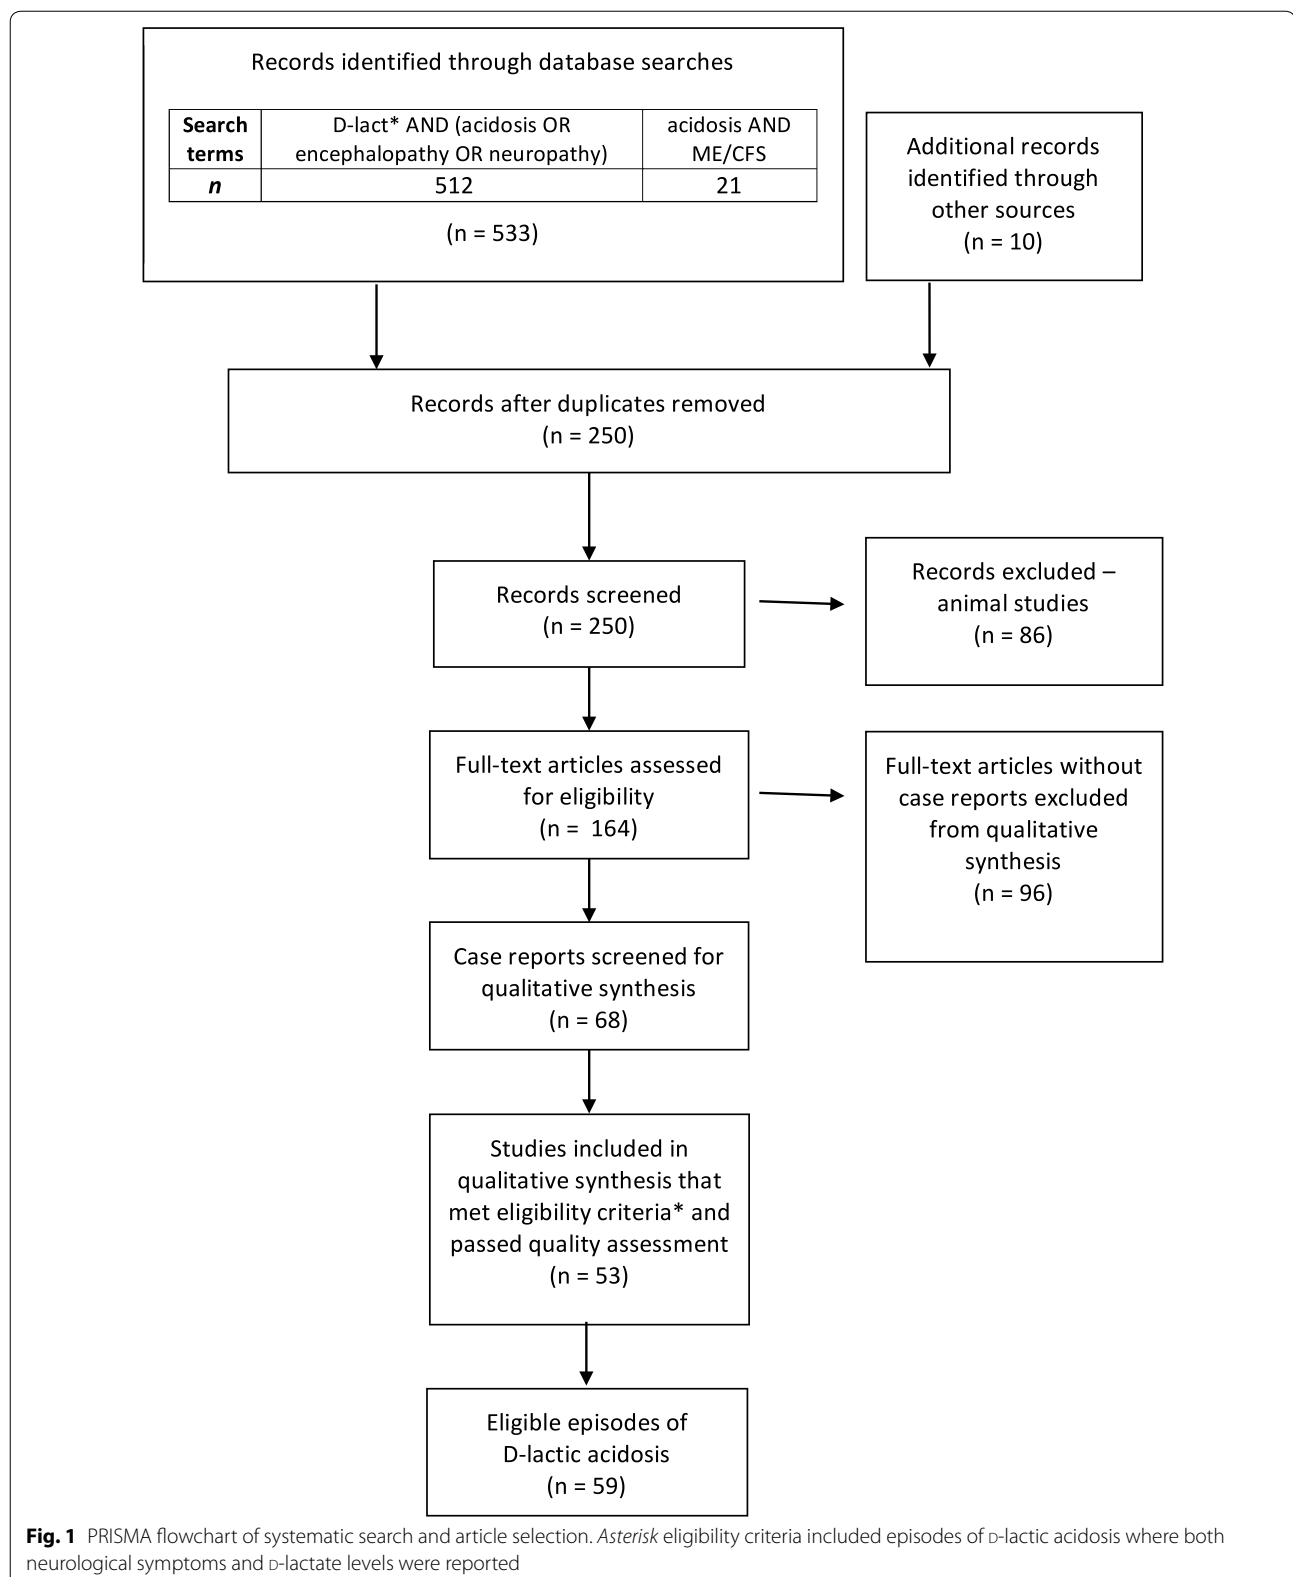 Records identified through database searches
Search terms
D-lact* AND (acidosis OR
encephalopathy OR neuropathy)
acidosis AND
ME/CFS
n
512
21
(n = 533)
Additional records
identified through
other sources
(n = 10)
Records after duplicates removed
(n = 250)
Records screened
(n = 250)
Records excluded –
animal studies
(n = 86)
Full-text articles assessed
for eligibility
(n = 164)
Full-text articles without
case reports excluded
from qualitative
synthesis
(n = 96)
Case reports screened for
qualitative synthesis
(n = 68)
Studies included in
qualitative synthesis that
met eligibility criteria* and
passed quality assessment
(n = 53)
Eligible episodes of
D-lactic acidosis
(n = 59)
Fig. 1 PRISMA flowchart of systematic search and article selection. Asterisk eligibility criteria included episodes of D-lactic acidosis where both
neurological symptoms and D-lactate levels were reported